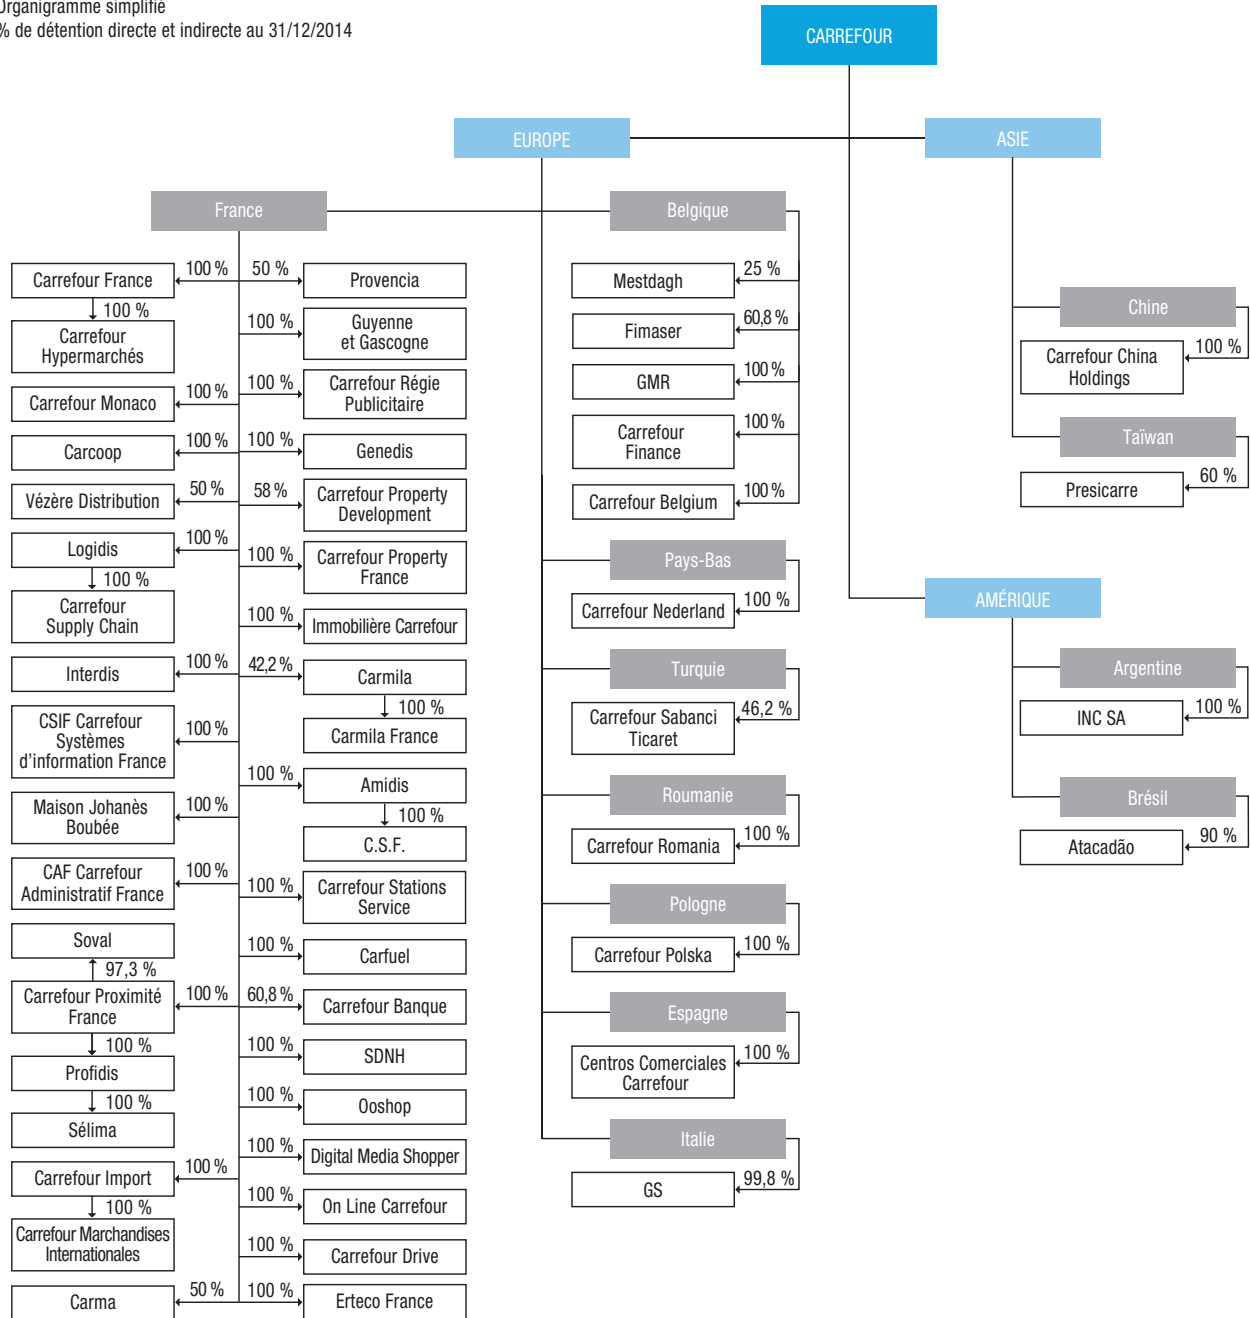 Organigramme simplifié
% de détention directe et indirecte au 31/12/2014
CARREFOUR
EUROPE
ASIE
AMÉRIQUE
France
100 %
Carrefour France
100 %
Carrefour
Hypermarchés
100 %
Carrefour Monaco
100 %
Carcoop
50 %
Vézère Distribution
100 %
Logidis
100 %
Carrefour
Supply Chain
100 %
Interdis
100 %
CSIF Carrefour
Systèmes
d'information France
100 %
Maison Johanès
Boubée
100 %
CAF Carrefour
Administratif France
Soval
97,3 %
100 %
Carrefour Proximité
France
100 %
Profidis
100 %
Sélima
100 %
Carrefour Import
100 %
Carrefour Marchandises
Internationales
50 %
Carma
50 %
Provencia
100 %
Guyenne
et Gascogne
100 %
Carrefour Régie
Publicitaire
100 %
Genedis
58 %
Carrefour Property
Development
100 %
Carrefour Property
France
100 %
Immobilière Carrefour
42,2 %
Carmila
100 %
Carmila France
100 %
Amidis
100 %
C.S.F.
100 %
Carrefour Stations
Service
100 %
Carfuel
60,8 %
Carrefour Banque
100 %
SDNH
100 %
Ooshop
100 %
Digital Media Shopper
100 %
On Line Carrefour
100 %
Carrefour Drive
100 %
Erteco France
Belgique
25 %
Mestdagh
60,8 %
Fimaser
100 %
GMR
100 %
Carrefour
Finance
100 %
Carrefour Belgium
Pays-Bas
100 %
Carrefour Nederland
Turquie
46,2 %
Carrefour Sabanci
Ticaret
Roumanie
100 %
Carrefour Romania
Pologne
100 %
Carrefour Polska
Espagne
100 %
Centros Comerciales
Carrefour
Italie
99,8 %
GS
Chine
100 %
Carrefour China
Holdings
Taïwan
60 %
Presicarre
Argentine
100 %
INC SA
Brésil
90 %
Atacadão